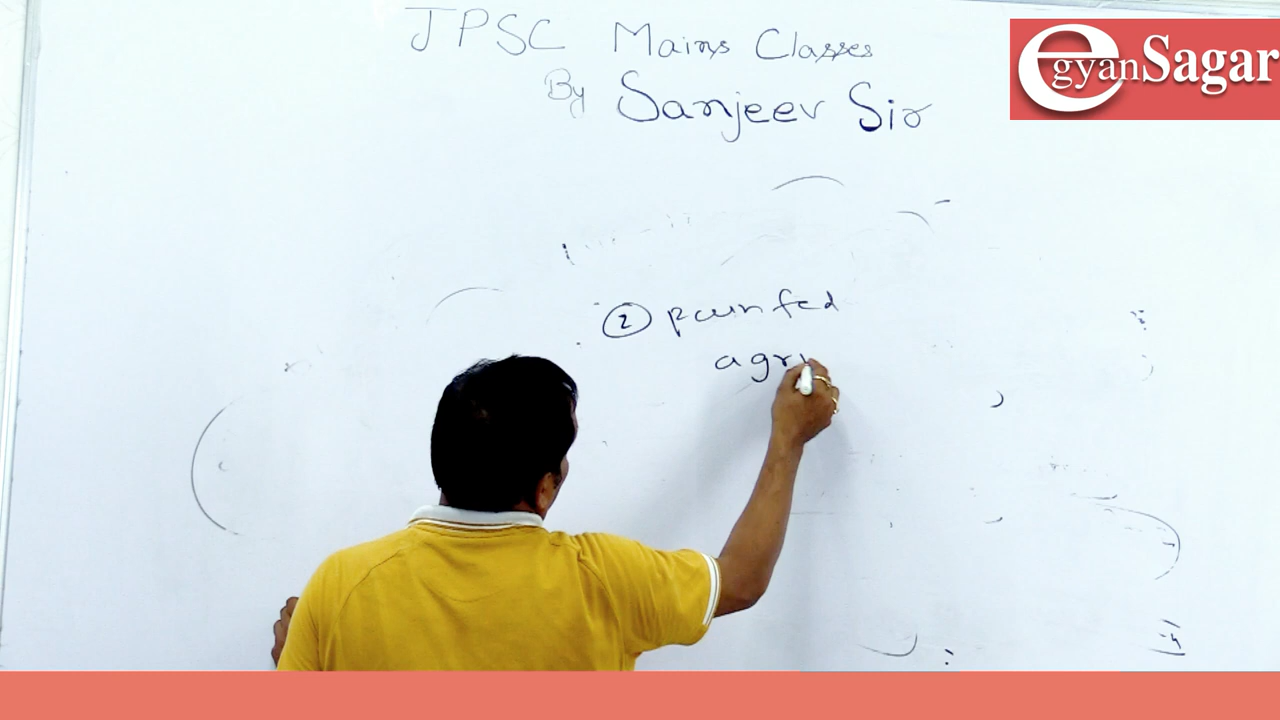 JPSC Mains Classes
By Sanjeev Sir
egyanSagar
② Rainfed
agri